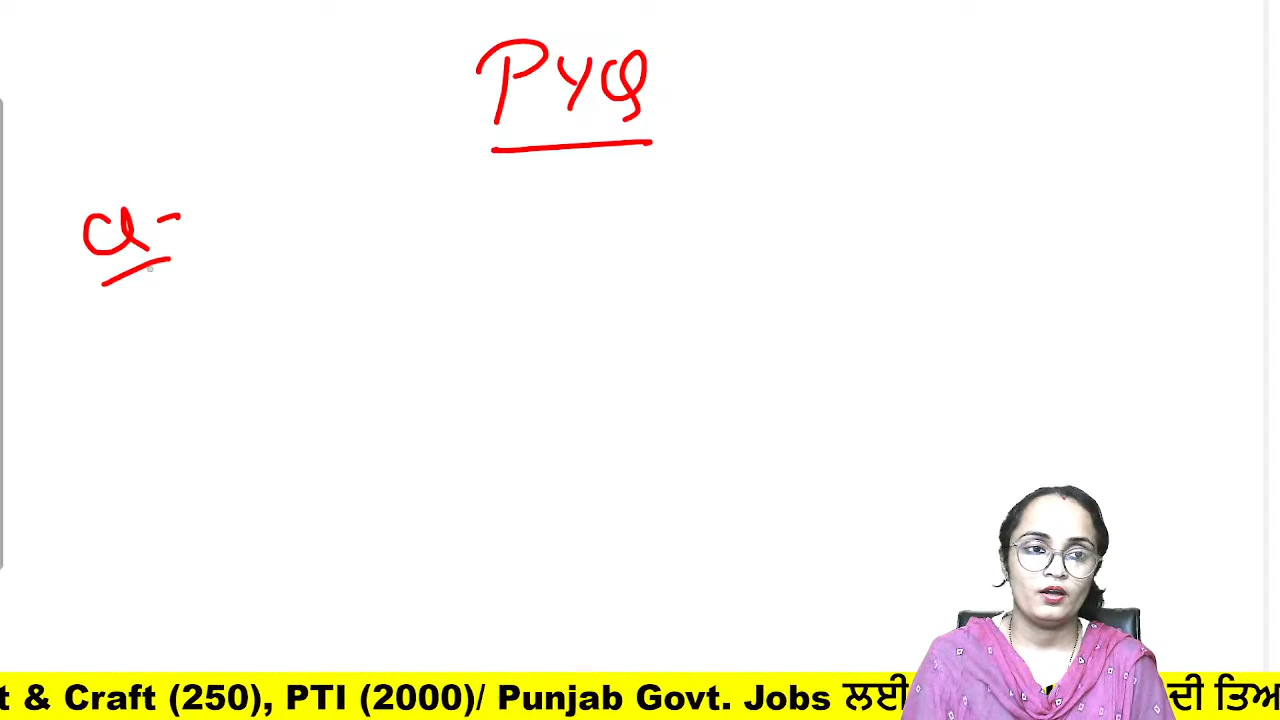 PYQ
Q-
t & Craft (250), PTI (2000)/ Punjab Govt. Jobs ਲਈ ਦੀ ਤਿਆ